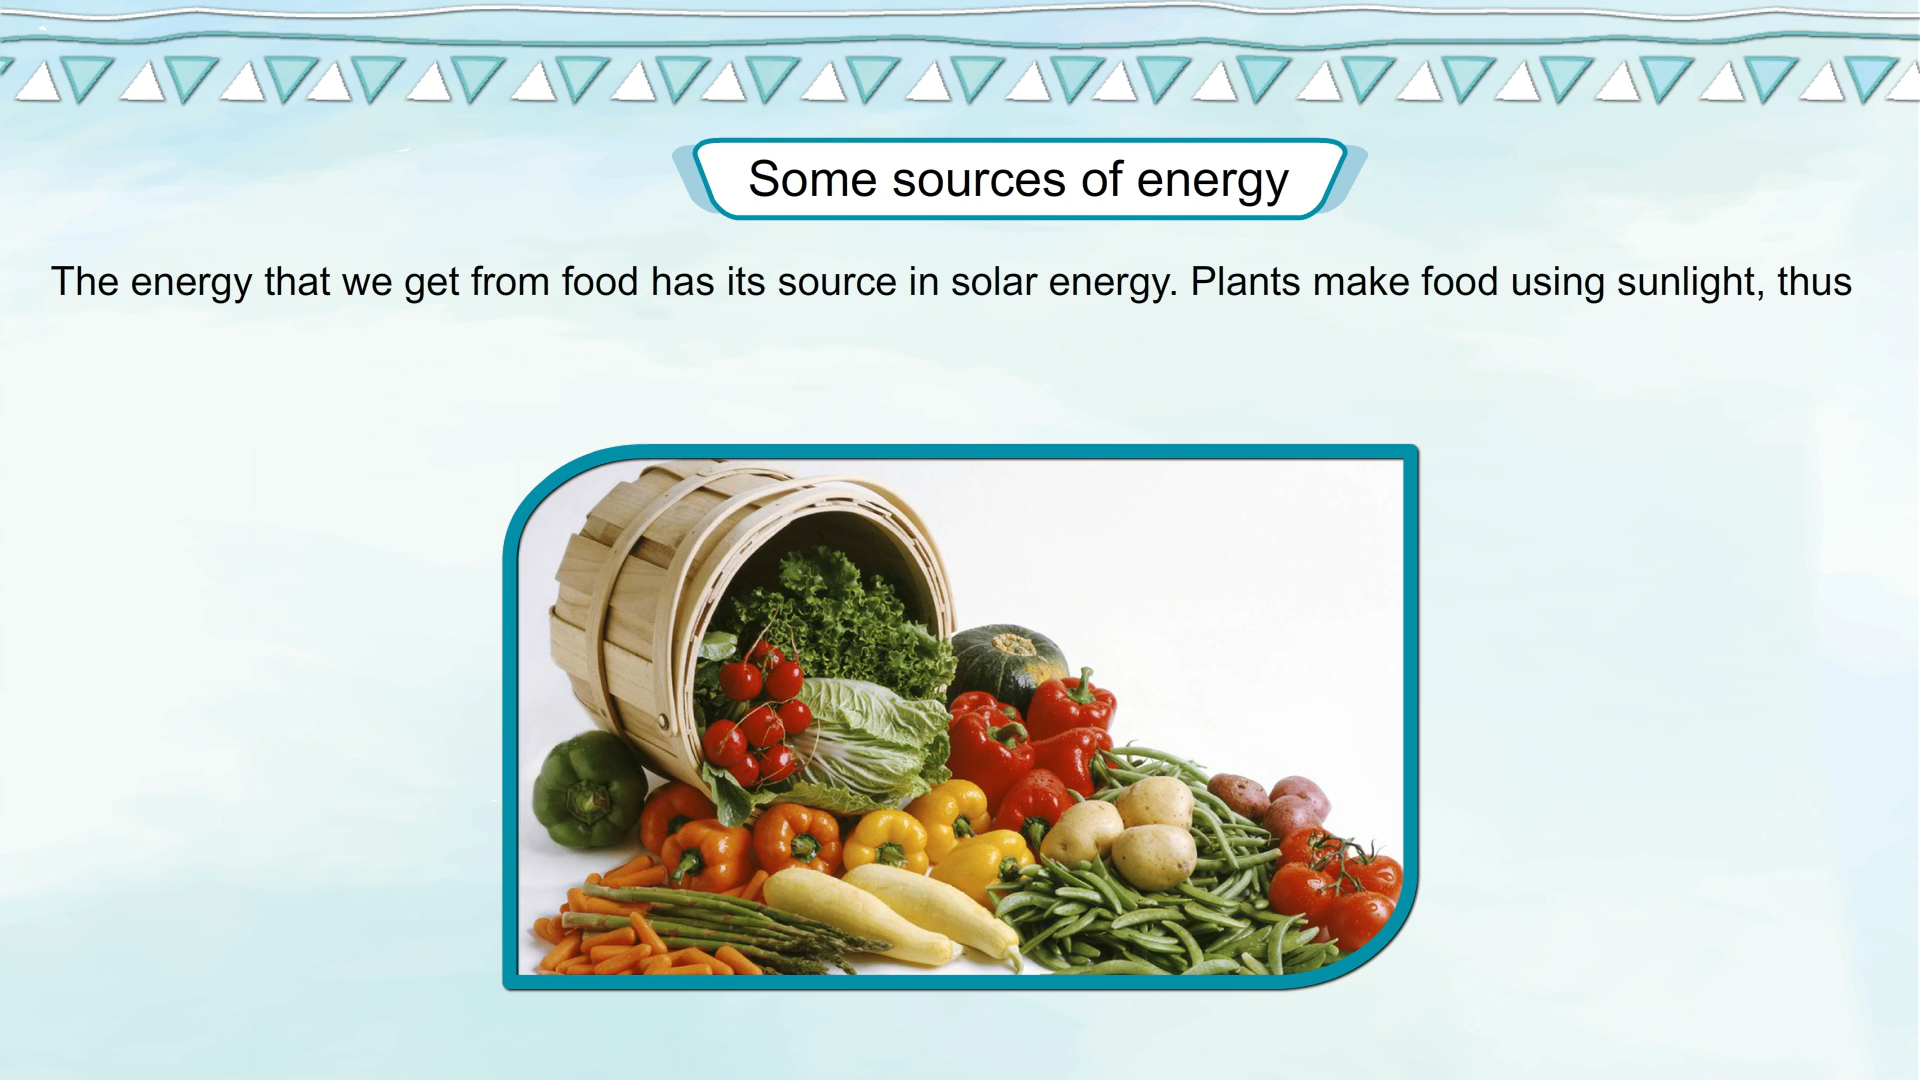 Some sources of energy
The energy that we get from food has its source in solar energy. Plants make food using sunlight, thus